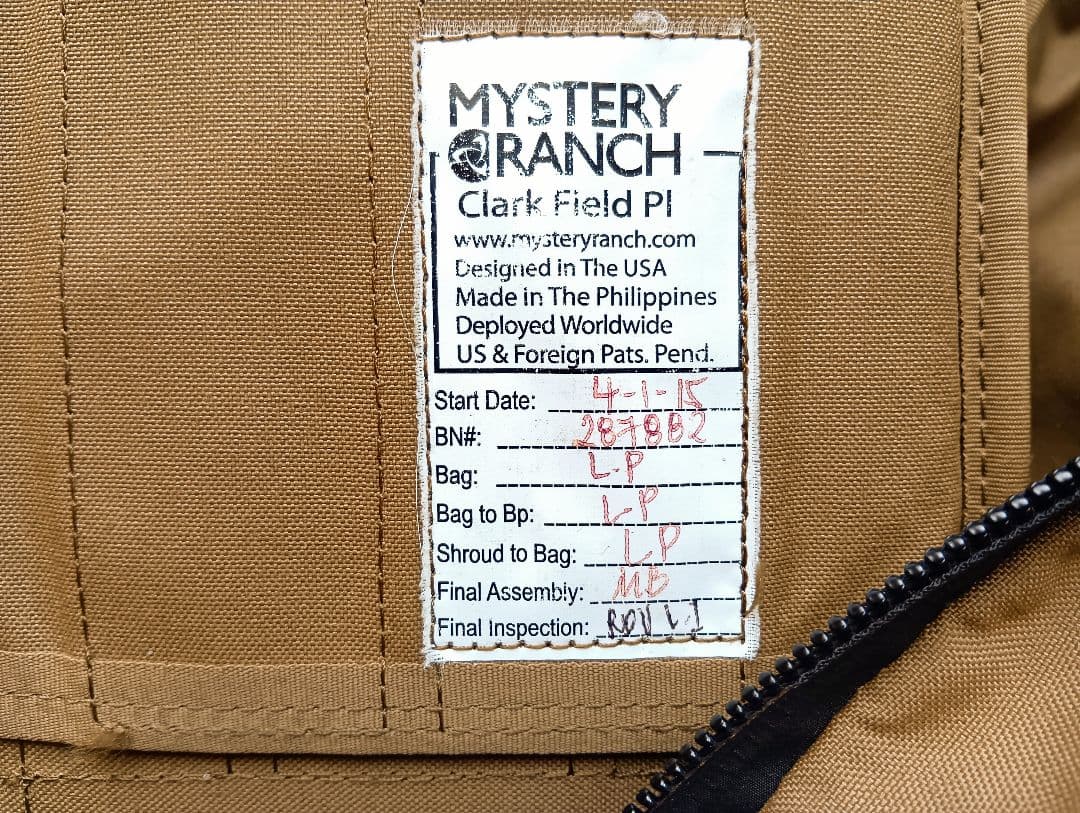 MYSTERY
RANCH
Clark Field PI
www.mysteryranch.com
Designed in The USA
Made in The Philippines
Deployed Worldwide
US & Foreign Pats. Pend.
Start Date: 4-1-15
BN#: 287882
Bag: L-P
Bag to Bp: LP
Shroud to Bag: LP
Final Assembly: MB
Final Inspection: